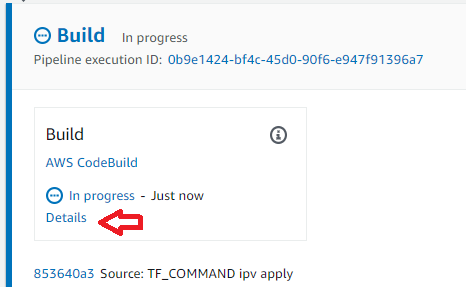 Build In progress
Pipeline execution ID: 0b9e1424-bf4c-45d0-90f6-e947f91396a7
Build
AWS CodeBuild
In progress - Just now
Details
853640a3 Source: TF_COMMAND ipv apply